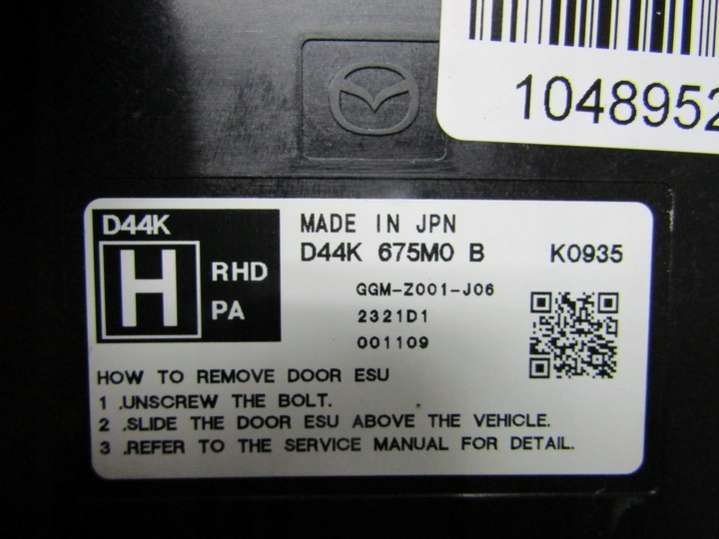 1048952
D44K
H
RHD
PA
MADE IN JPN
D44K 675M0 B
K0935
GGM-Z001-J06
2321D1
001109
HOW TO REMOVE DOOR ESU
1 .UNSCREW THE BOLT.
2 .SLIDE THE DOOR ESU ABOVE THE VEHICLE.
3 .REFER TO THE SERVICE MANUAL FOR DETAIL.